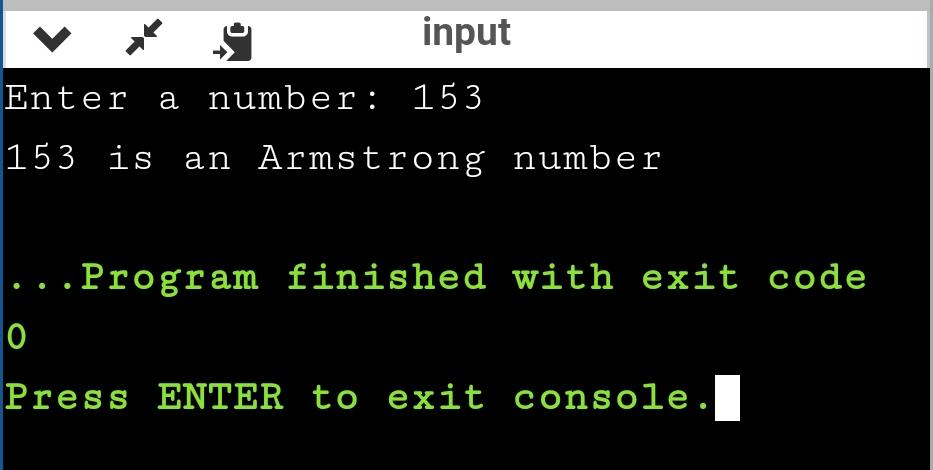 input
Enter a number: 153
153 is an Armstrong number
...Program finished with exit code
0
Press ENTER to exit console.